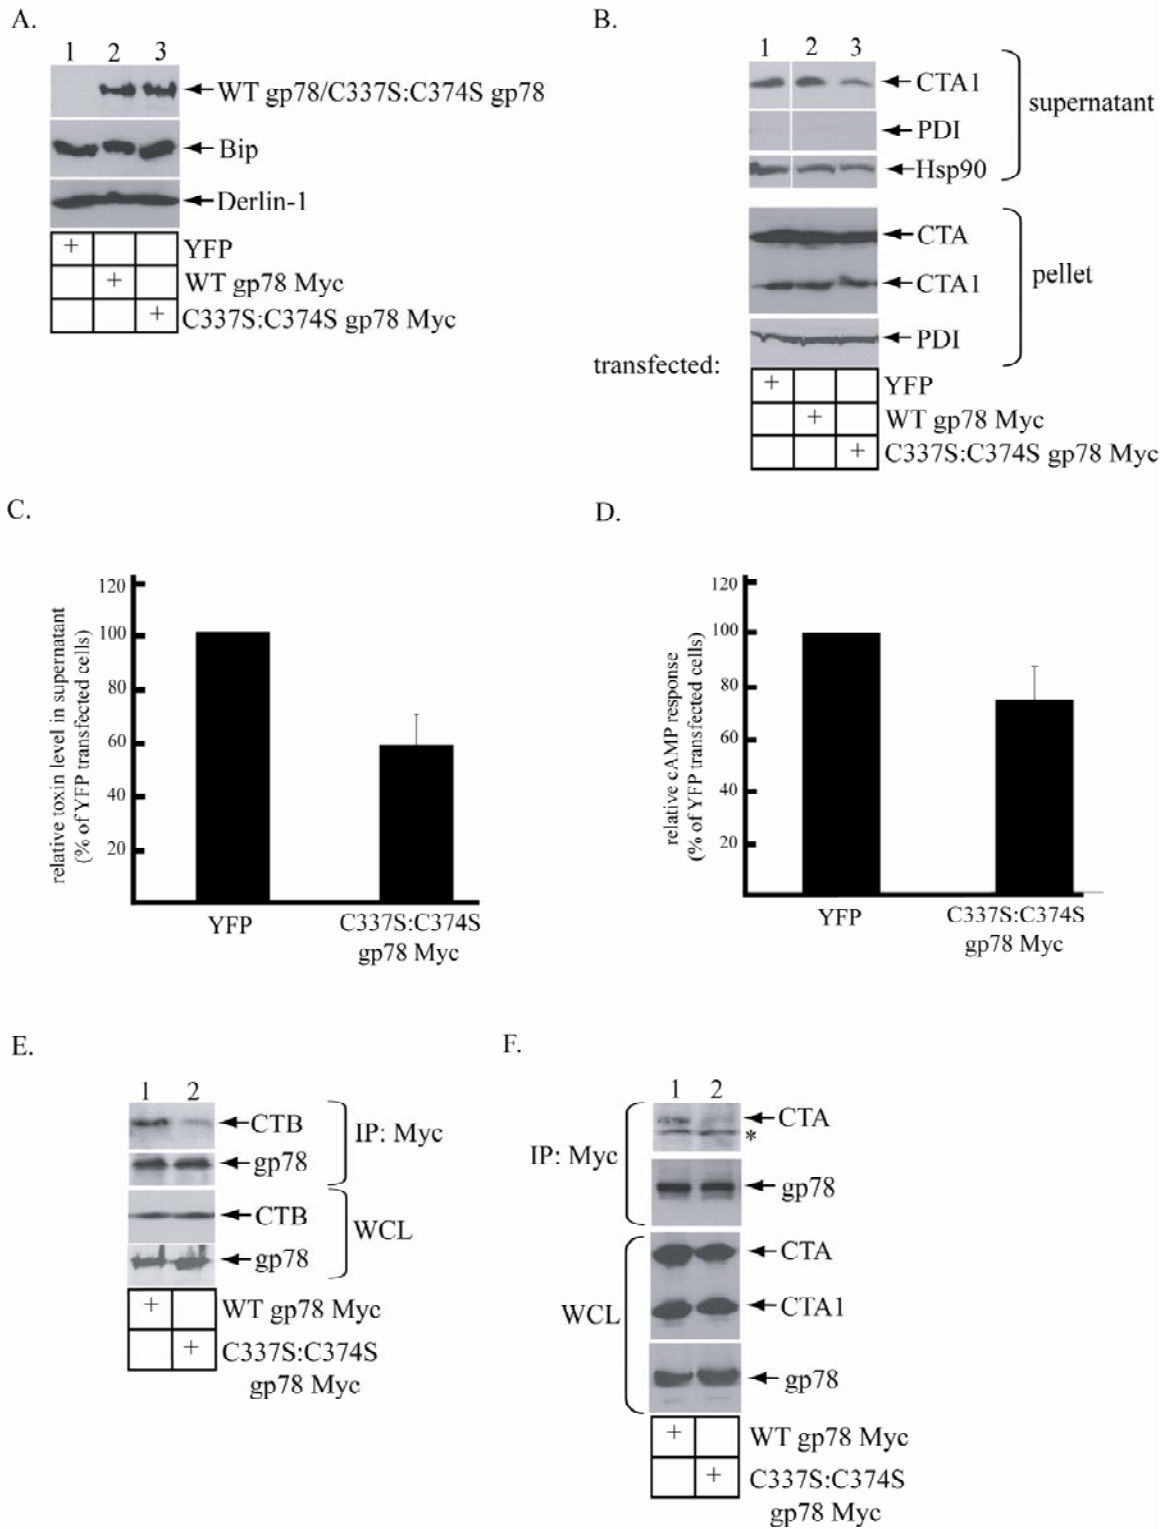 A.
1 2 3
WT gp78/C337S:C374S gp78
Bip
Derlin-1
+ YFP
+ WT gp78 Myc
+ C337S:C374S gp78 Myc
B.
1 2 3
CTA1
PDI
Hsp90
supernatant
CTA
CTA1
PDI
pellet
transfected:
+ YFP
+ WT gp78 Myc
+ C337S:C374S gp78 Myc
C.
relative toxin level in supernatant
(% of YFP transfected cells)
120
100
80
60
40
20
YFP
C337S:C374S
gp78 Myc
D.
relative cAMP response
(% of YFP transfected cells)
120
100
80
60
40
20
YFP
C337S:C374S
gp78 Myc
E.
1 2
CTB
gp78
IP: Myc
CTB
gp78
WCL
+ WT gp78 Myc
+ C337S:C374S
gp78 Myc
F.
1 2
IP: Myc
CTA
*
gp78
WCL
CTA
CTA1
gp78
+ WT gp78 Myc
+ C337S:C374S
gp78 Myc